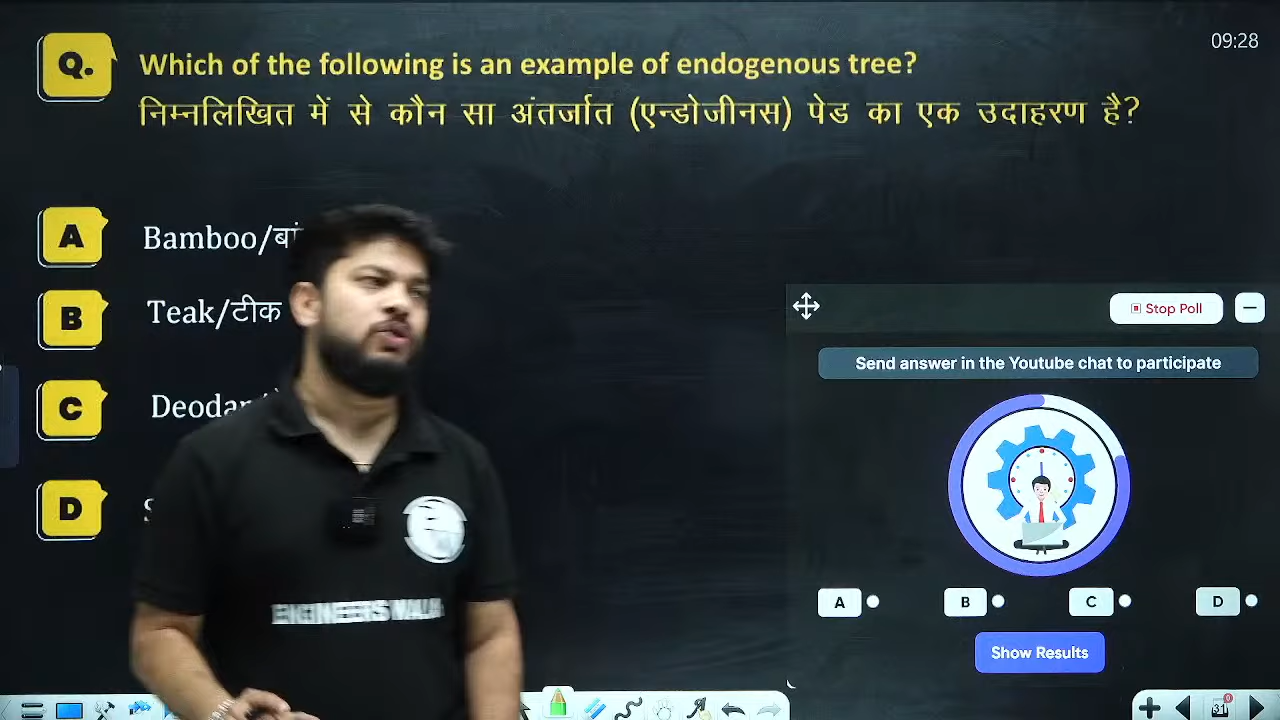 09:28
Q.
Which of the following is an example of endogenous tree?
निम्नलिखित में से कौन सा अंतर्जात (एन्डोजीनस) पेड का एक उदाहरण है?
A
Bamboo/
B
Teak/टीक
C
D
Stop Poll
Send answer in the Youtube chat to participate
A
B
C
D
Show Results
ENGINEERS WALLAH
31